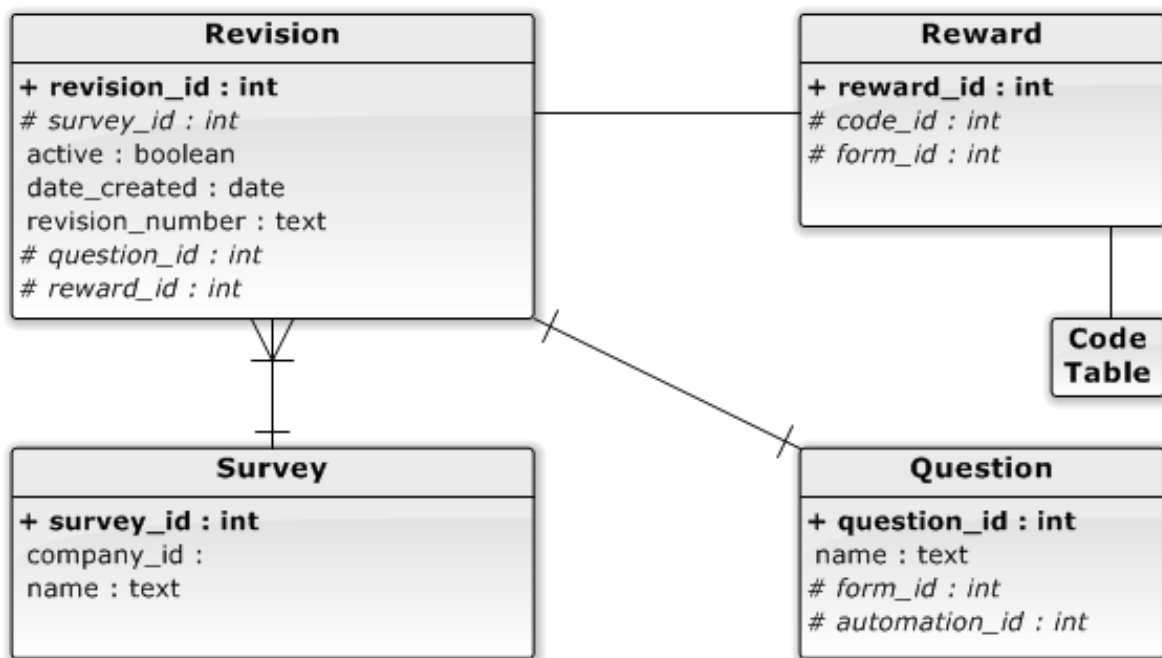 Revision
+ revision_id : int
# survey_id : int
active : boolean
date_created : date
revision_number : text
# question_id : int
# reward_id : int
Reward
+ reward_id : int
# code_id : int
# form_id : int
Code
Table
Survey
+ survey_id : int
company_id :
name : text
Question
+ question_id : int
name : text
# form_id : int
# automation_id : int